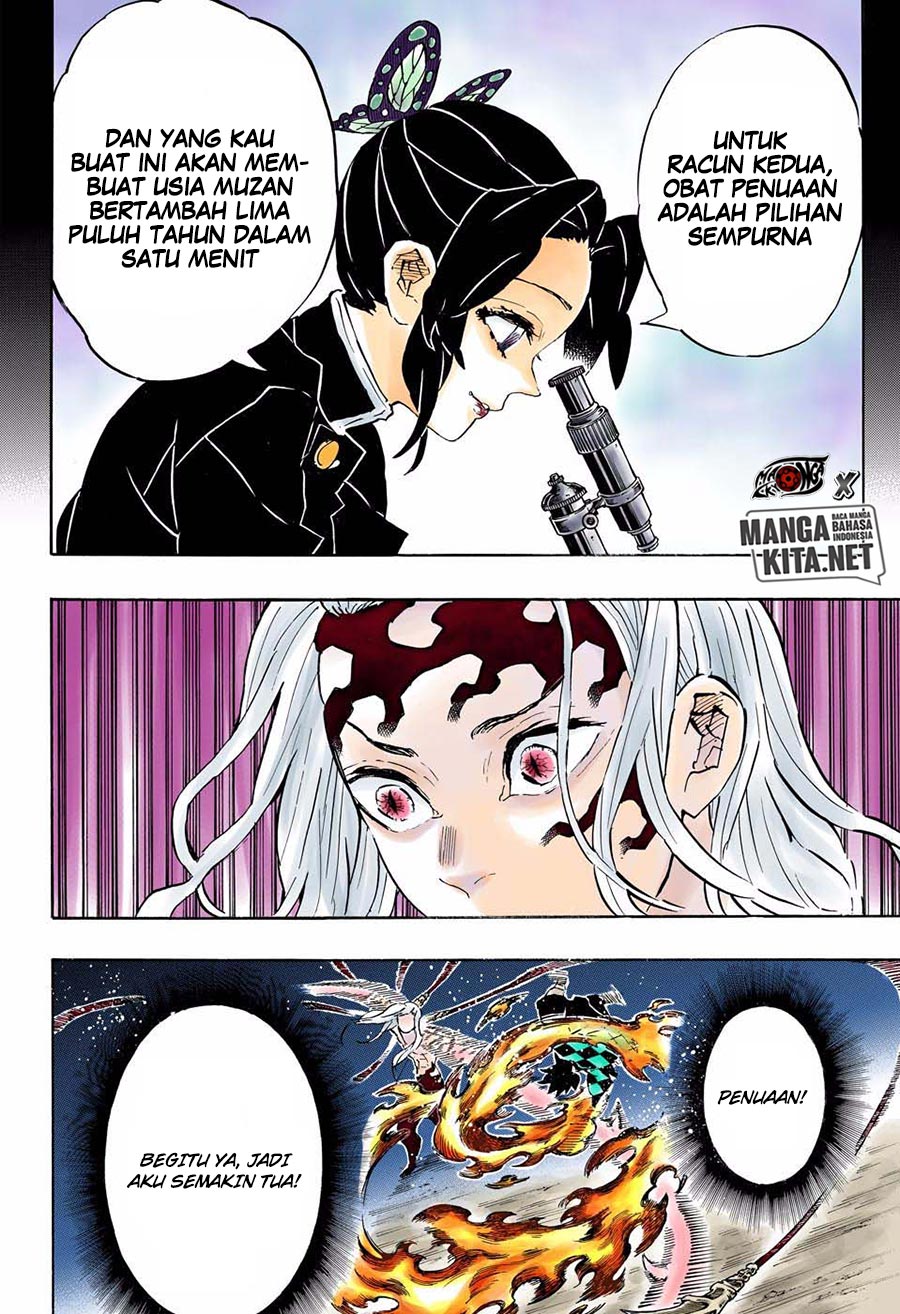 UNTUK
RACUN KEDUA,
OBAT PENUAAN
ADALAH PILIHAN
SEMPURNA
DAN YANG KAU
BUAT INI AKAN MEM-
BUAT USIA MUZAN
BERTAMBAH LIMA
PULUH TAHUN DALAM
SATU MENIT
X
MANGA
KITA.NET
BACA MANGA
BAHASA
INDONESIA
PENUAAN!
BEGITU YA, JADI
AKU SEMAKIN TUA!